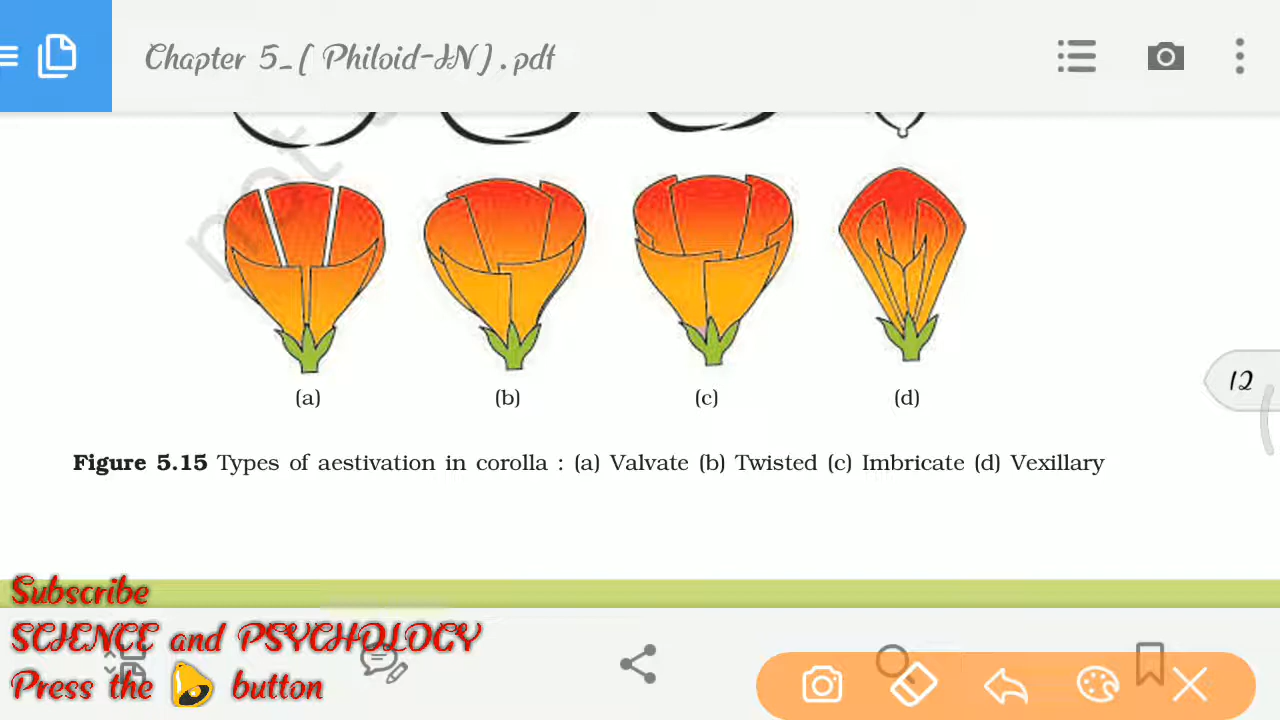 Chapter 5_( Philoid-IN).pdf
not
(a) (b) (c) (d)
12
Figure 5.15 Types of aestivation in corolla : (a) Valvate (b) Twisted (c) Imbricate (d) Vexillary
Subscribe
SCIENCE and PSYCHOLOGY
Press the button